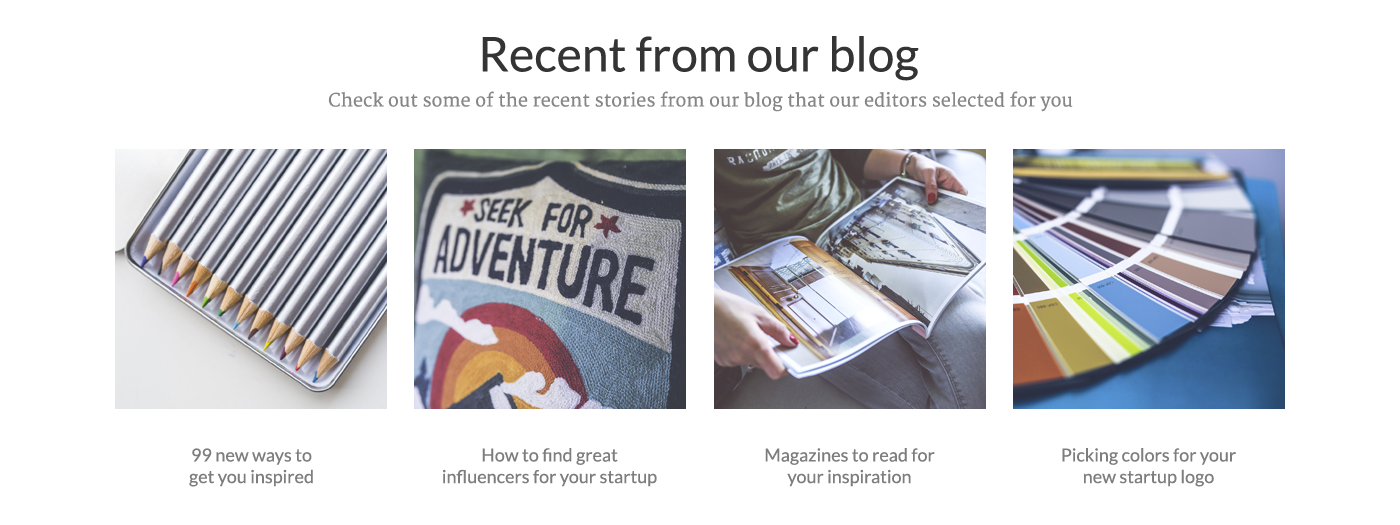 Recent from our blog
Check out some of the recent stories from our blog that our editors selected for you
SEEK FOR
ADVENTURE
99 new ways to
get you inspired
How to find great
influencers for your startup
Magazines to read for
your inspiration
Picking colors for your
new startup logo